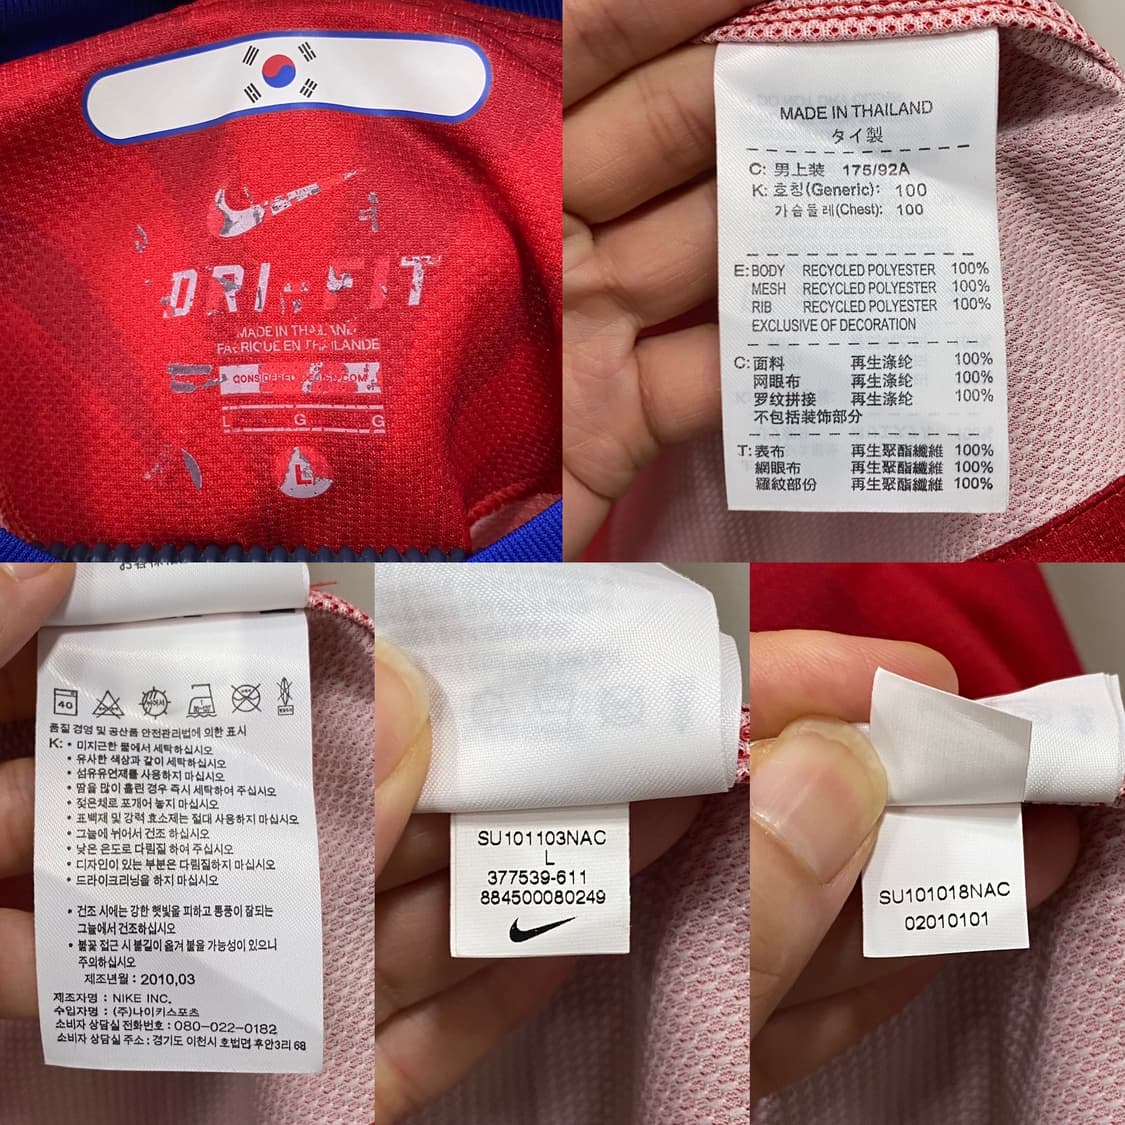 DRI-FIT
MADE IN THAILAND
FABRIQUE EN THAILANDE
CONSIDERED DESIGN.COM
L G G
L
MADE IN THAILAND
タイ製
C: 男上装 175/92A
K: 호칭(Generic): 100
가슴둘레(Chest): 100
E: BODY RECYCLED POLYESTER 100%
MESH RECYCLED POLYESTER 100%
RIB RECYCLED POLYESTER 100%
EXCLUSIVE OF DECORATION
C: 面料 再生涤纶 100%
网眼布 再生涤纶 100%
罗纹拼接 再生涤纶 100%
不包括装饰部分
T: 表布 再生聚酯纖維 100%
網眼布 再生聚酯纖維 100%
羅紋部份 再生聚酯纖維 100%
40
품질 경영 및 공산품 안전관리법에 의한 표시
K: • 미지근한 물에서 세탁하십시오
• 유사한 색상과 같이 세탁하십시오
• 섬유유연제를 사용하지 마십시오
• 땀을 많이 흘린 경우 즉시 세탁하여 주십시오
• 젖은채로 포개어 놓지 마십시오
• 표백제 및 강력 효소제는 절대 사용하지 마십시오
• 그늘에 뉘어서 건조 하십시오
• 낮은 온도로 다림질 하여 주십시오
• 디자인이 있는 부분은 다림질하지 마십시오
• 드라이크리닝을 하지 마십시오
• 건조 시에는 강한 햇빛을 피하고 통풍이 잘되는
그늘에서 건조하십시오
• 불꽃 접근 시 불길이 옮겨 붙을 가능성이 있으니
주의하십시오
제조년월 : 2010,03
제조자명 : NIKE INC.
수입자명 : (주)나이키스포츠
소비자 상담실 전화번호 : 080-022-0182
소비자 상담실 주소 : 경기도 이천시 호법면 후안3리 68
SU101103NAC
L
377539-611
884500080249
SU101018NAC
02010101